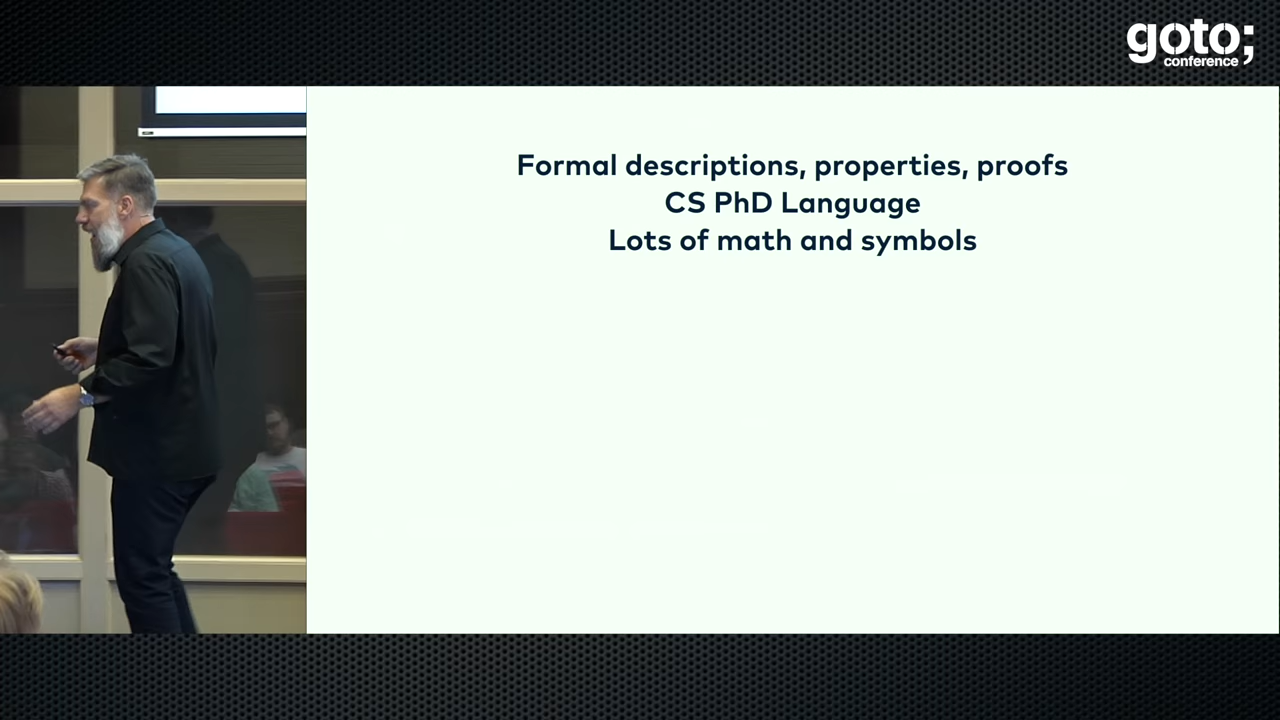 goto;
conference
Formal descriptions, properties, proofs
CS PhD Language
Lots of math and symbols